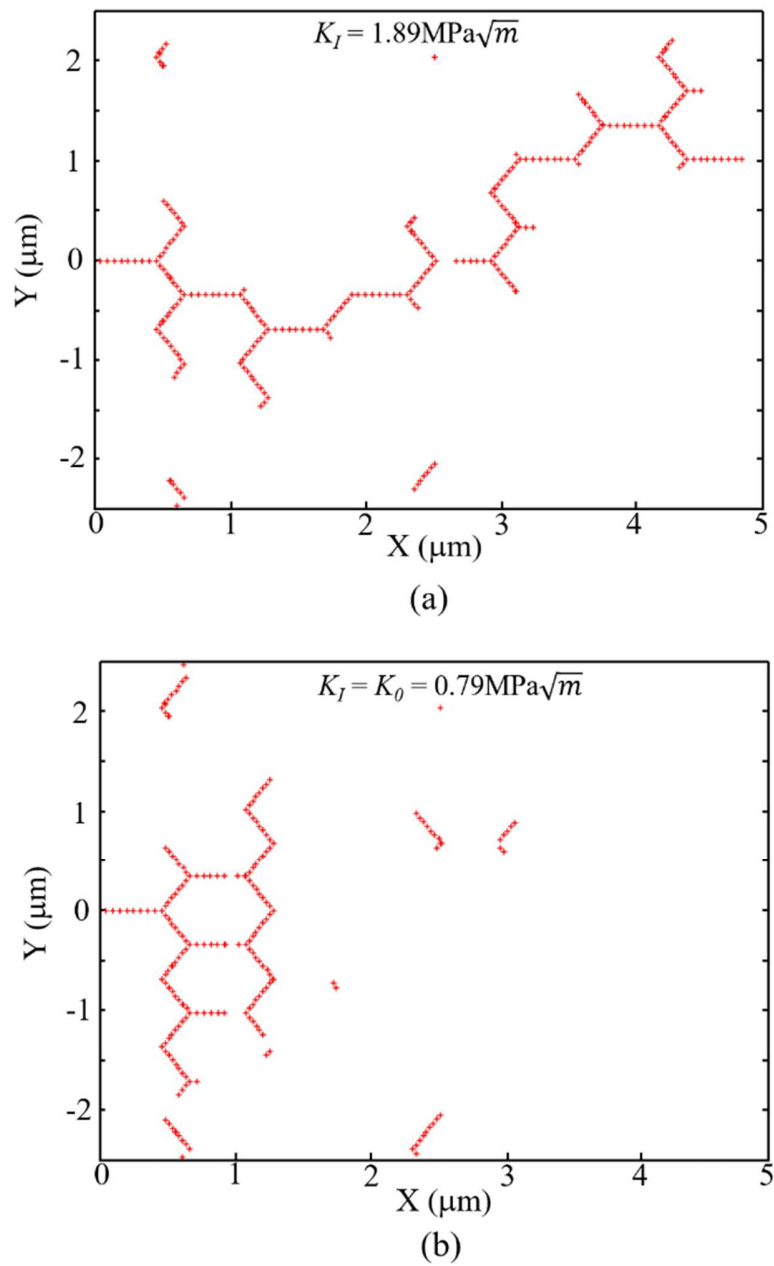 K_I = 1.89MPa√m
2
1
0
-1
-2
Y (μm)
0 1 2 3 4 5
X (μm)
(a)
K_I = K_0 = 0.79MPa√m
2
1
0
-1
-2
Y (μm)
0 1 2 3 4 5
X (μm)
(b)